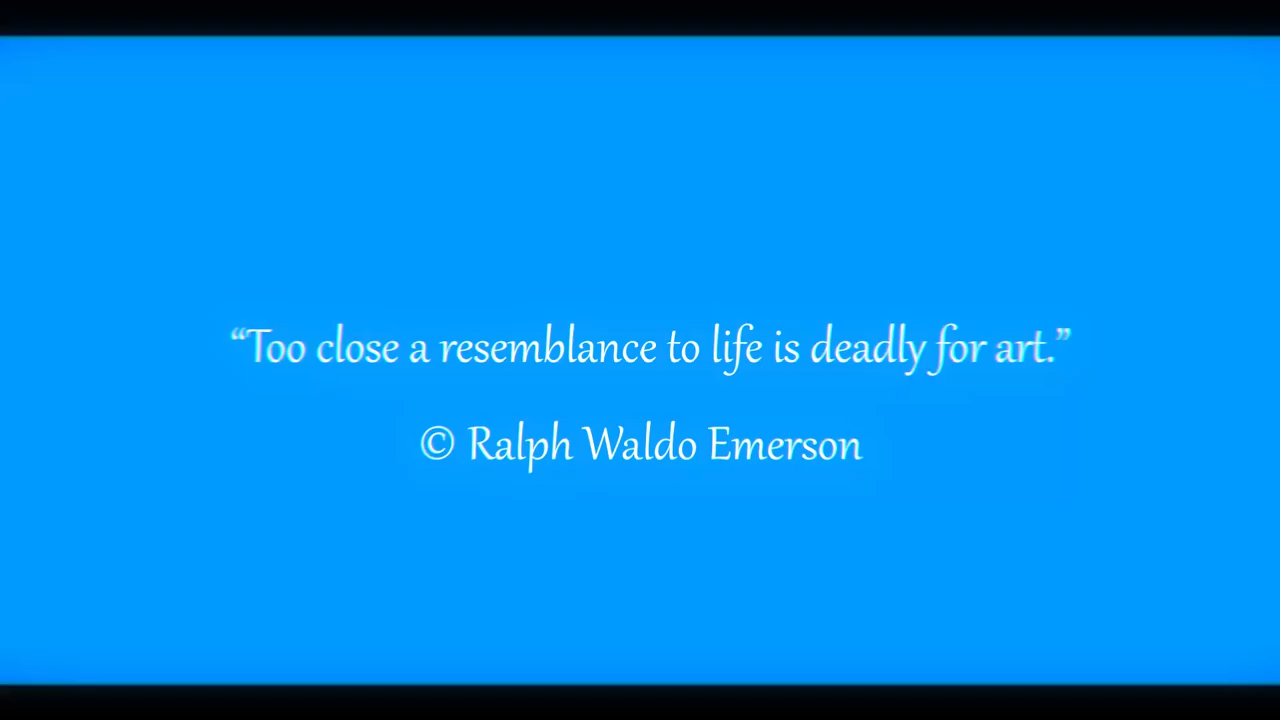 “Too close a resemblance to life is deadly for art.”
© Ralph Waldo Emerson